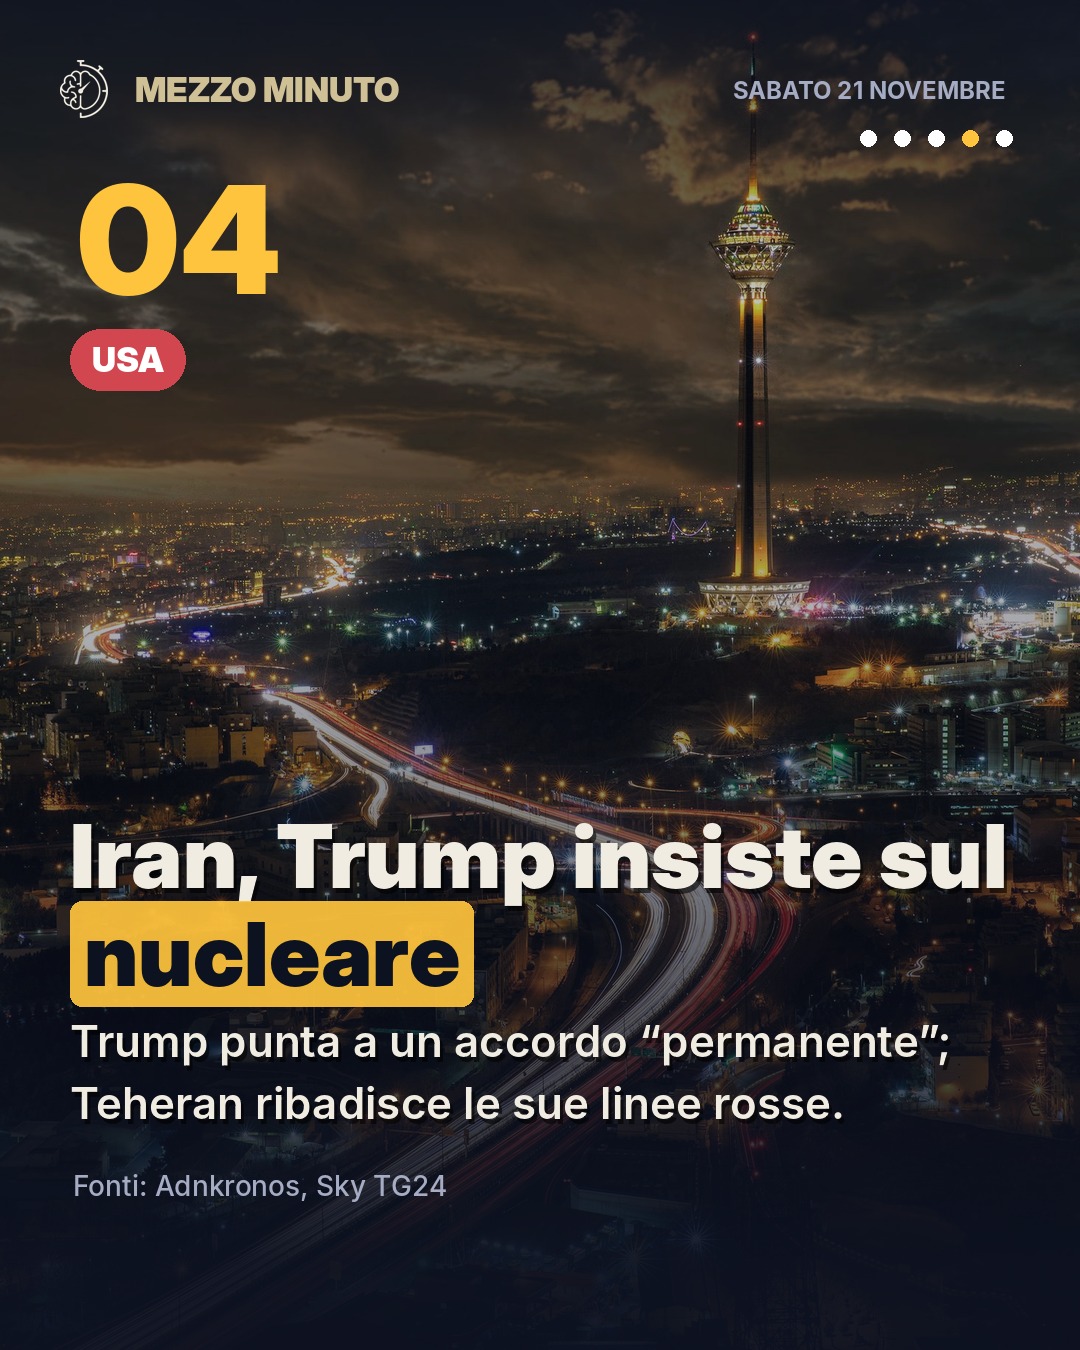 MEZZO MINUTO
SABATO 21 NOVEMBRE
04
USA
Iran, Trump insiste sul
nucleare
Trump punta a un accordo “permanente”;
Teheran ribadisce le sue linee rosse.
Fonti: Adnkronos, Sky TG24